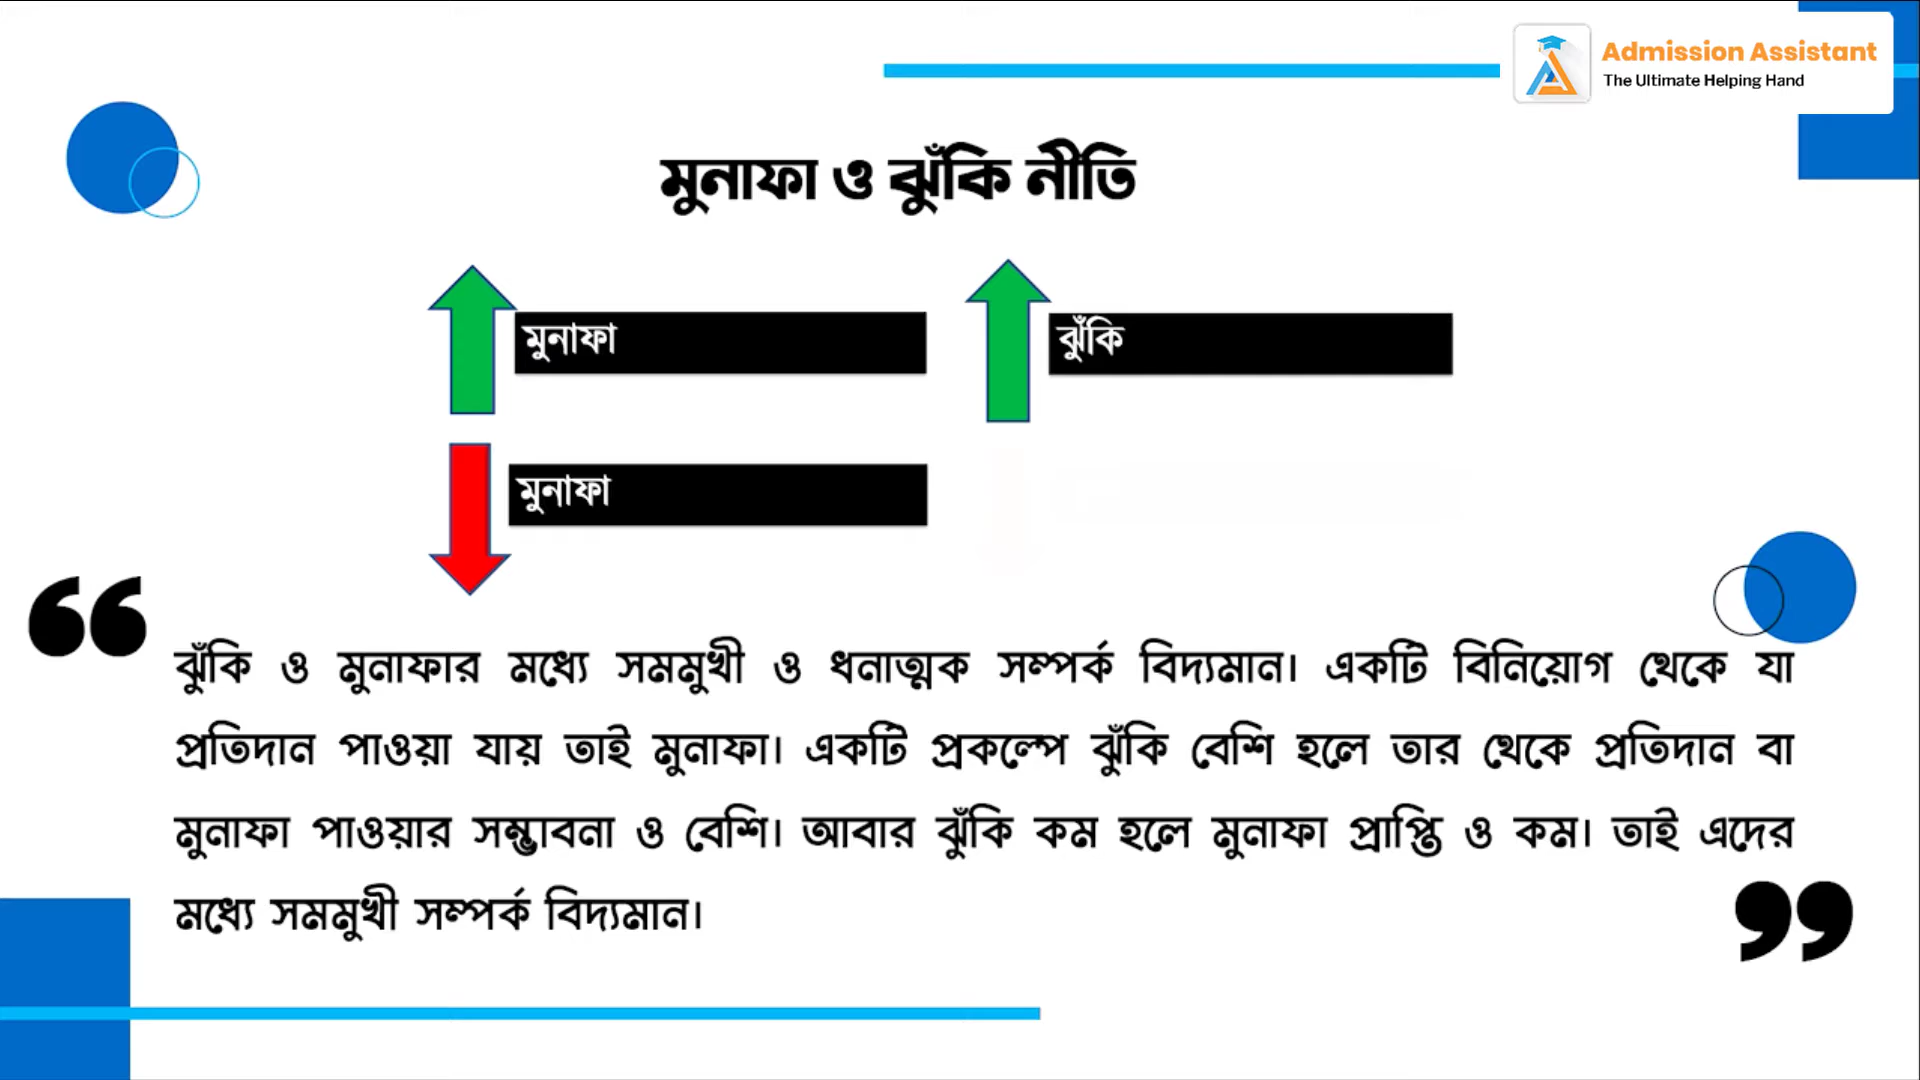 Admission Assistant
The Ultimate Helping Hand
মুনাফা ও ঝুঁকি নীতি
মুনাফা
ঝুঁকি
মুনাফা
ঝুঁকি ও মুনাফার মধ্যে সমমুখী ও ধনাত্মক সম্পর্ক বিদ্যমান। একটি বিনিয়োগ থেকে যা
প্রতিদান পাওয়া যায় তাই মুনাফা। একটি প্রকল্পে ঝুঁকি বেশি হলে তার থেকে প্রতিদান বা
মুনাফা পাওয়ার সম্ভাবনা ও বেশি। আবার ঝুঁকি কম হলে মুনাফা প্রাপ্তি ও কম। তাই এদের
মধ্যে সমমুখী সম্পর্ক বিদ্যমান।